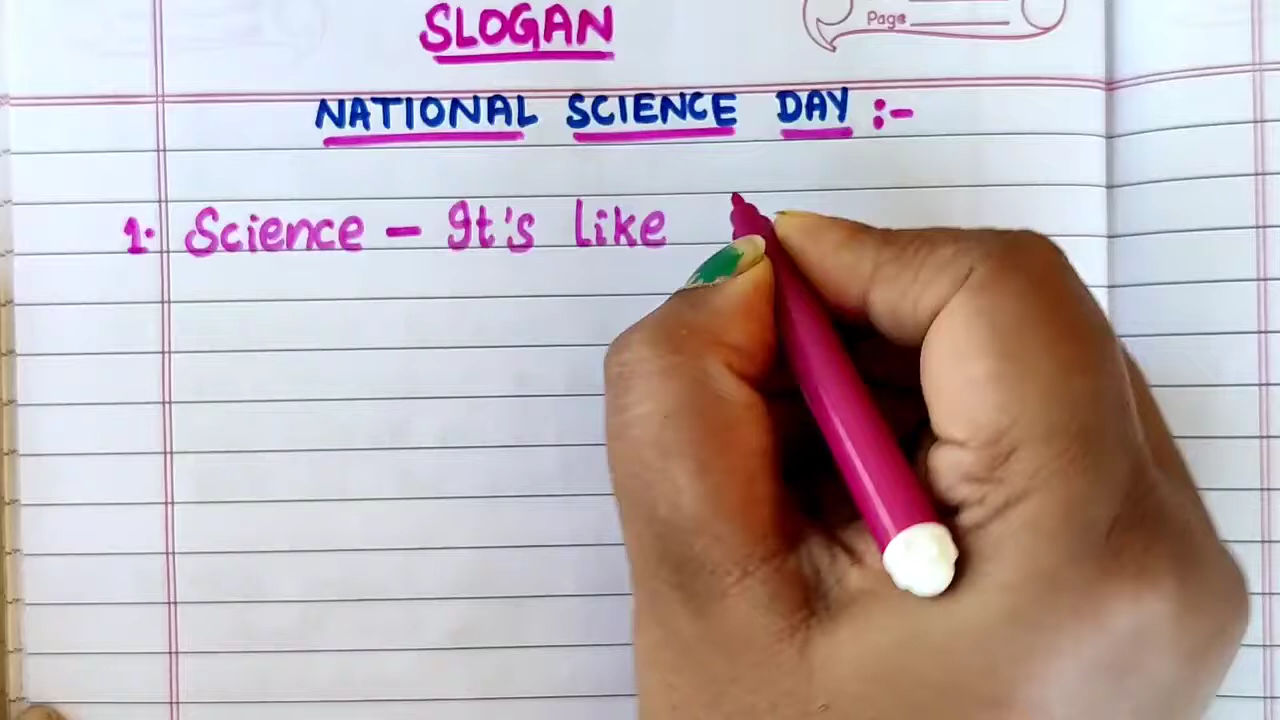 Page
SLOGAN
NATIONAL SCIENCE DAY :-
1. Science - It's like